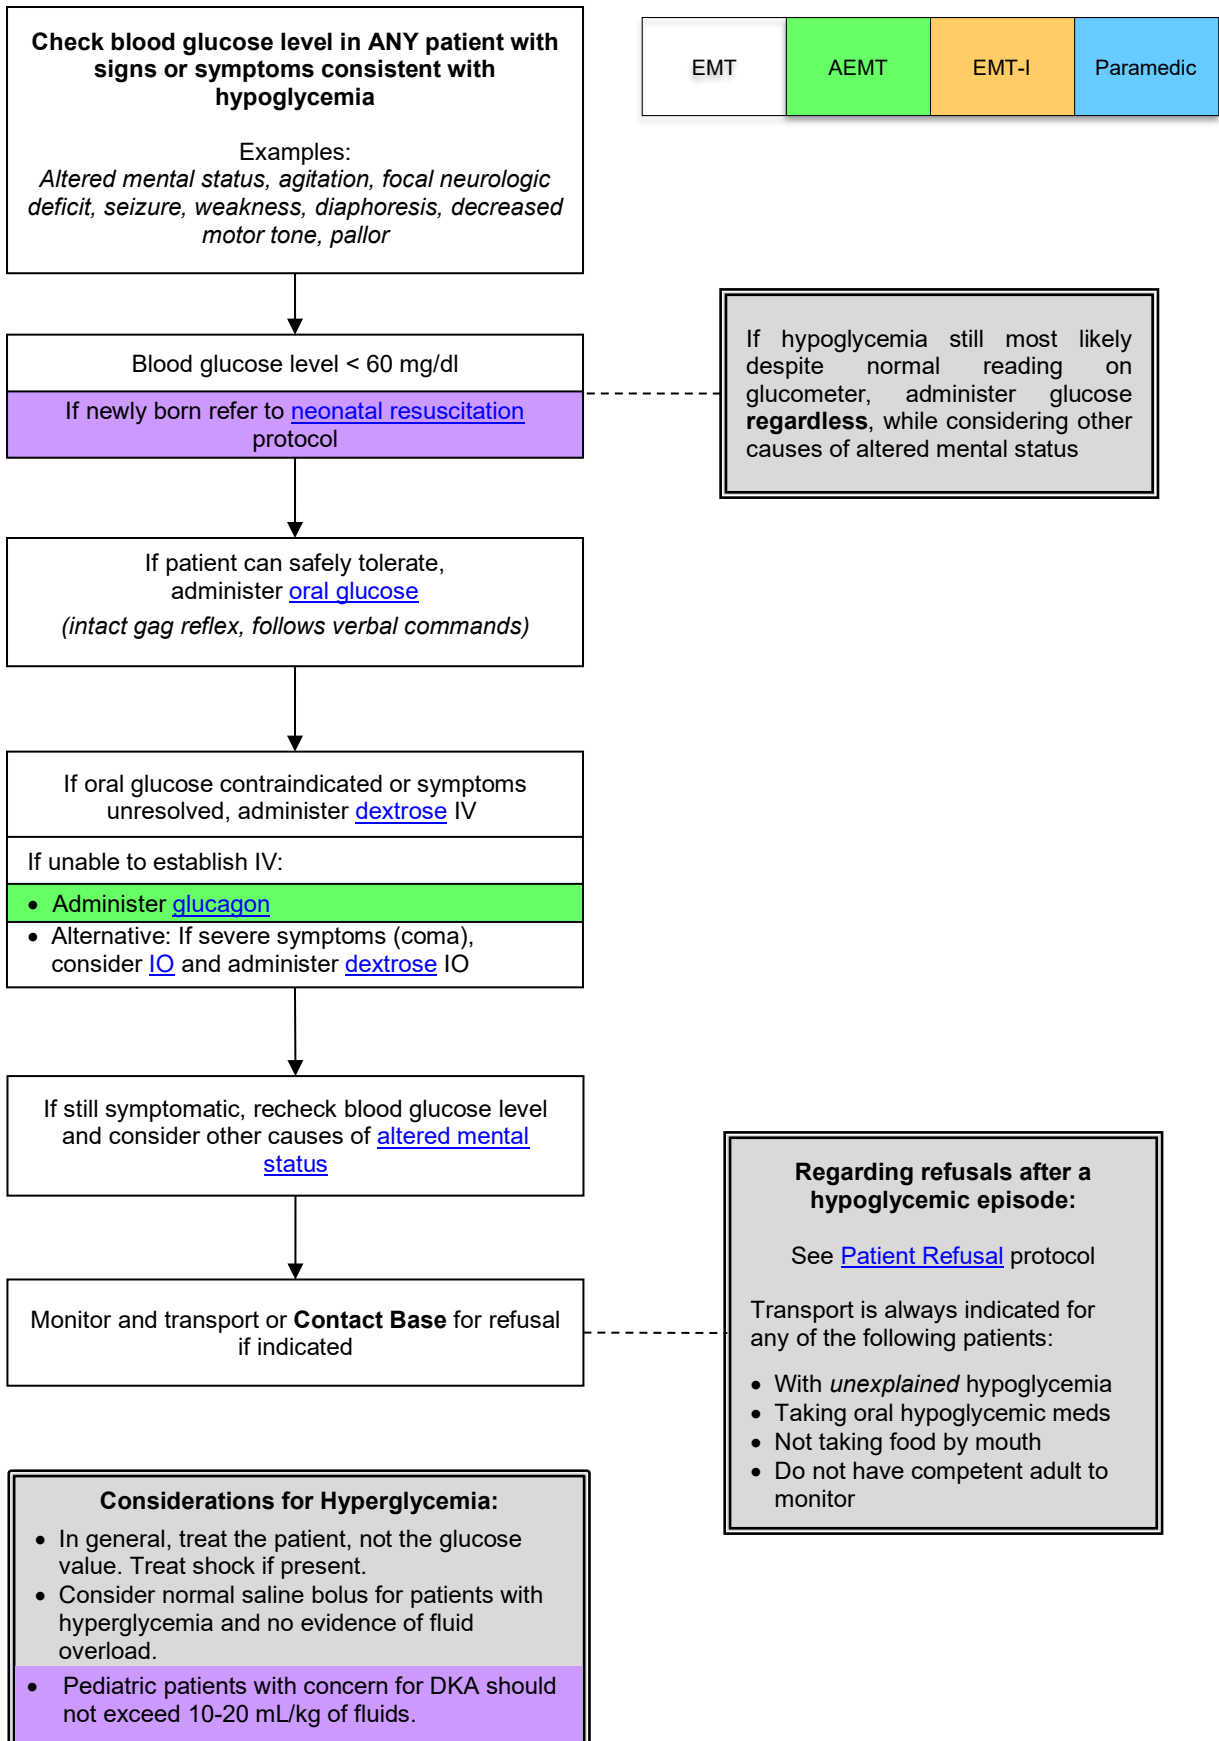 Check blood glucose level in ANY patient with
signs or symptoms consistent with
hypoglycemia
Examples:
Altered mental status, agitation, focal neurologic
deficit, seizure, weakness, diaphoresis, decreased
motor tone, pallor
EMT
AEMT
EMT-I
Paramedic
Blood glucose level < 60 mg/dl
If newly born refer to neonatal resuscitation
protocol
If hypoglycemia still most likely
despite normal reading on
glucometer, administer glucose
regardless, while considering other
causes of altered mental status
If patient can safely tolerate,
administer oral glucose
(intact gag reflex, follows verbal commands)
If oral glucose contraindicated or symptoms
unresolved, administer dextrose IV
If unable to establish IV:
• Administer glucagon
• Alternative: If severe symptoms (coma),
consider IO and administer dextrose IO
If still symptomatic, recheck blood glucose level
and consider other causes of altered mental
status
Monitor and transport or Contact Base for refusal
if indicated
Regarding refusals after a
hypoglycemic episode:
See Patient Refusal protocol
Transport is always indicated for
any of the following patients:
• With unexplained hypoglycemia
• Taking oral hypoglycemic meds
• Not taking food by mouth
• Do not have competent adult to
monitor
Considerations for Hyperglycemia:
• In general, treat the patient, not the glucose
value. Treat shock if present.
• Consider normal saline bolus for patients with
hyperglycemia and no evidence of fluid
overload.
• Pediatric patients with concern for DKA should
not exceed 10-20 mL/kg of fluids.